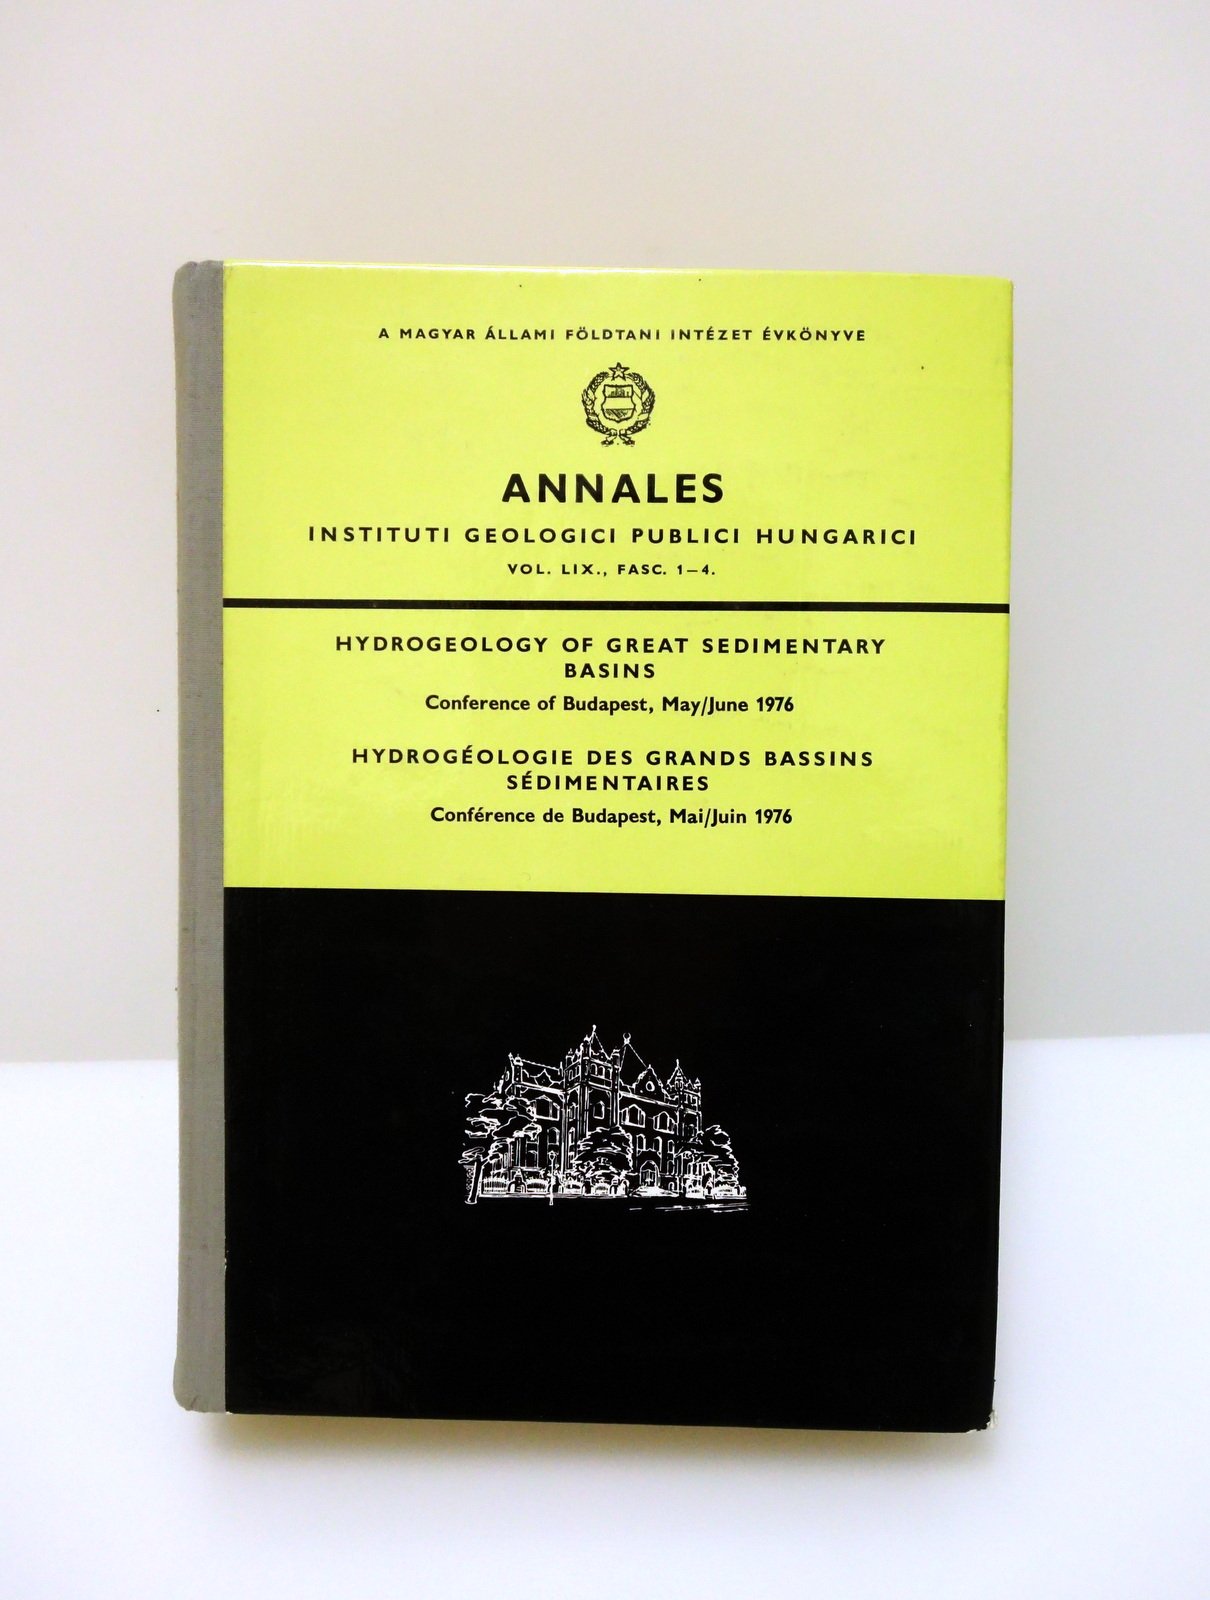 A MAGYAR ÁLLAMI FÖLDTANI INTÉZET ÉVKÖNYVE
ANNALES
INSTITUTI GEOLOGICI PUBLICI HUNGARICI
VOL. LIX., FASC. 1–4.
HYDROGEOLOGY OF GREAT SEDIMENTARY
BASINS
Conference of Budapest, May/June 1976
HYDROGÉOLOGIE DES GRANDS BASSINS
SÉDIMENTAIRES
Conférence de Budapest, Mai/Juin 1976